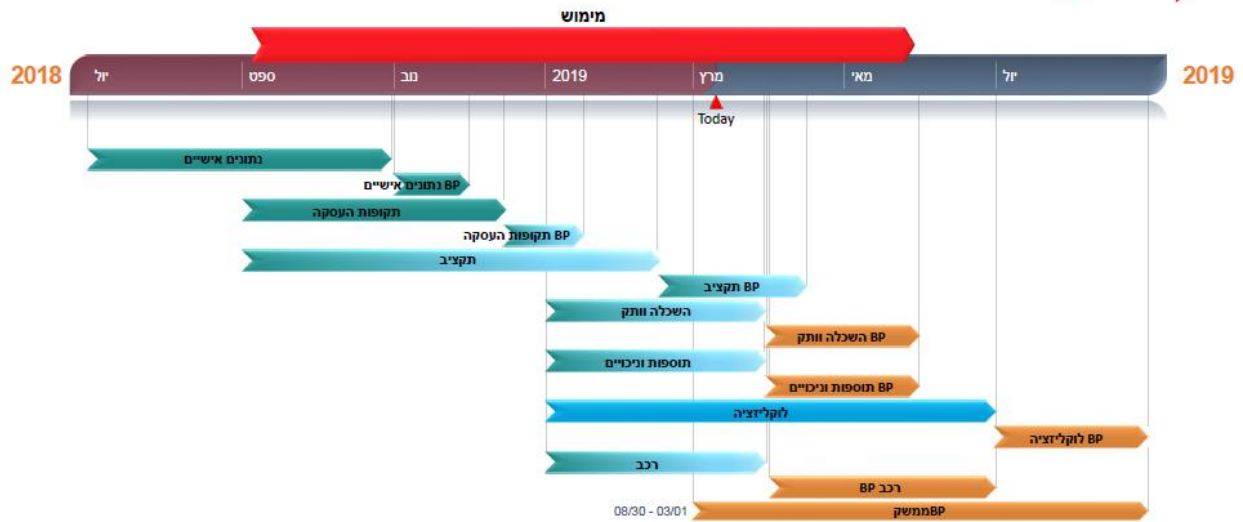 מימוש
2018
יול
ספט
נוב
2019
מרץ
מאי
יול
2019
Today
נתונים אישיים
BP נתונים אישיים
תקופות העסקה
BP תקופות העסקה
תקציב
BP תקציב
השכלה וותק
BP השכלה וותק
תוספות וניכויים
BP תוספות וניכויים
לוקליזציה
BP לוקליזציה
רכב
רכב BP
08/30 - 03/01
BPממשק